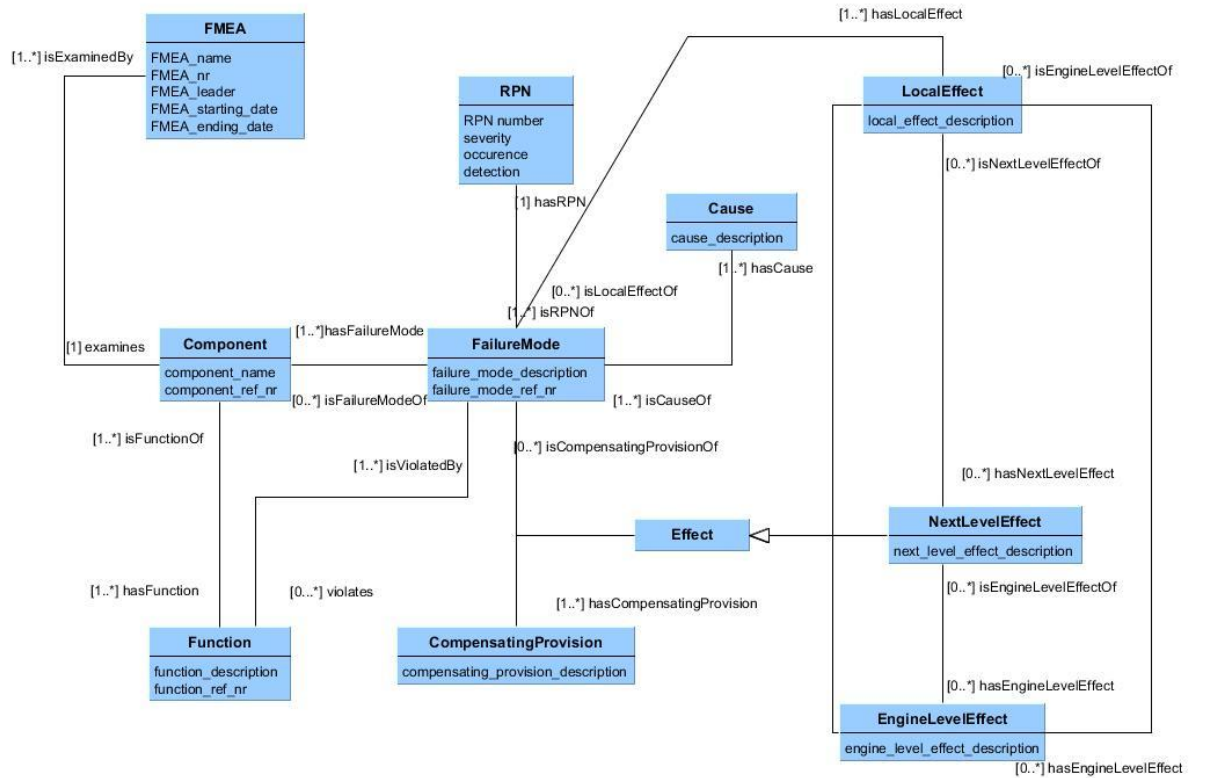 [1..*] hasLocalEffect
FMEA
[1..*] isExaminedBy
FMEA_name
FMEA_nr
FMEA_leader
FMEA_starting_date
FMEA_ending_date
[0..*] isEngineLevelEffectOf
RPN
RPN number
severity
occurence
detection
LocalEffect
local_effect_description
[0..*] isNextLevelEffectOf
[1] hasRPN
Cause
cause_description
[1..*] hasCause
[0..*] isLocalEffectOf
[1..*] isRPNOf
[1..*]hasFailureMode
[1] examines
Component
component_name
component_ref_nr
FailureMode
failure_mode_description
failure_mode_ref_nr
[0..*] isFailureModeOf
[1..*] isCauseOf
[1..*] isFunctionOf
[0..*] isCompensatingProvisionOf
[1..*] isViolatedBy
[0..*] hasNextLevelEffect
Effect
NextLevelEffect
next_level_effect_description
[1..*] hasFunction
[0...*] violates
[1..*] hasCompensatingProvision
[0..*] isEngineLevelEffectOf
Function
function_description
function_ref_nr
CompensatingProvision
compensating_provision_description
[0..*] hasEngineLevelEffect
EngineLevelEffect
engine_level_effect_description
[0..*] hasEngineLevelEffect